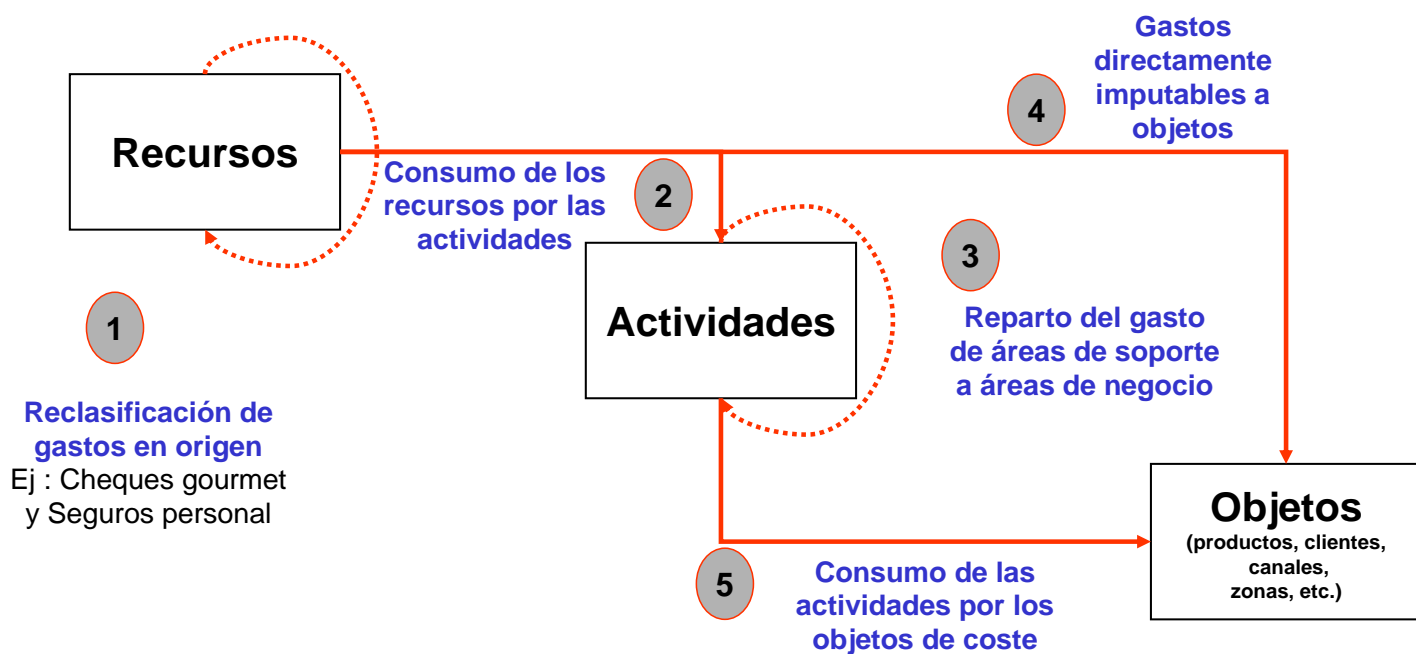 Recursos
1
Reclasificación de
gastos en origen
Ej : Cheques gourmet
y Seguros personal
Consumo de los
recursos por las
actividades
2
Actividades
3
Reparto del gasto
de áreas de soporte
a áreas de negocio
Gastos
directamente
imputables a
objetos
4
Objetos
(productos, clientes,
canales,
zonas, etc.)
5
Consumo de las
actividades por los
objetos de coste